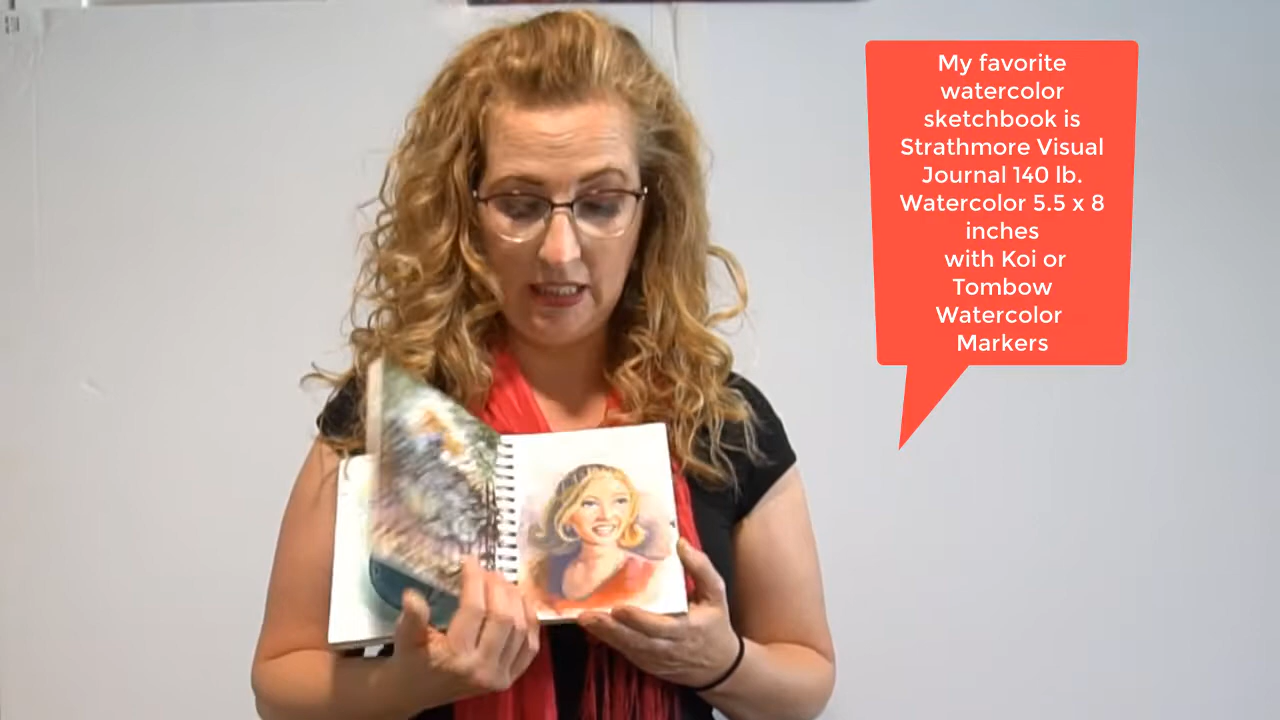 My favorite
watercolor
sketchbook is
Strathmore Visual
Journal 140 lb.
Watercolor 5.5 x 8
inches
with Koi or
Tombow
Watercolor
Markers